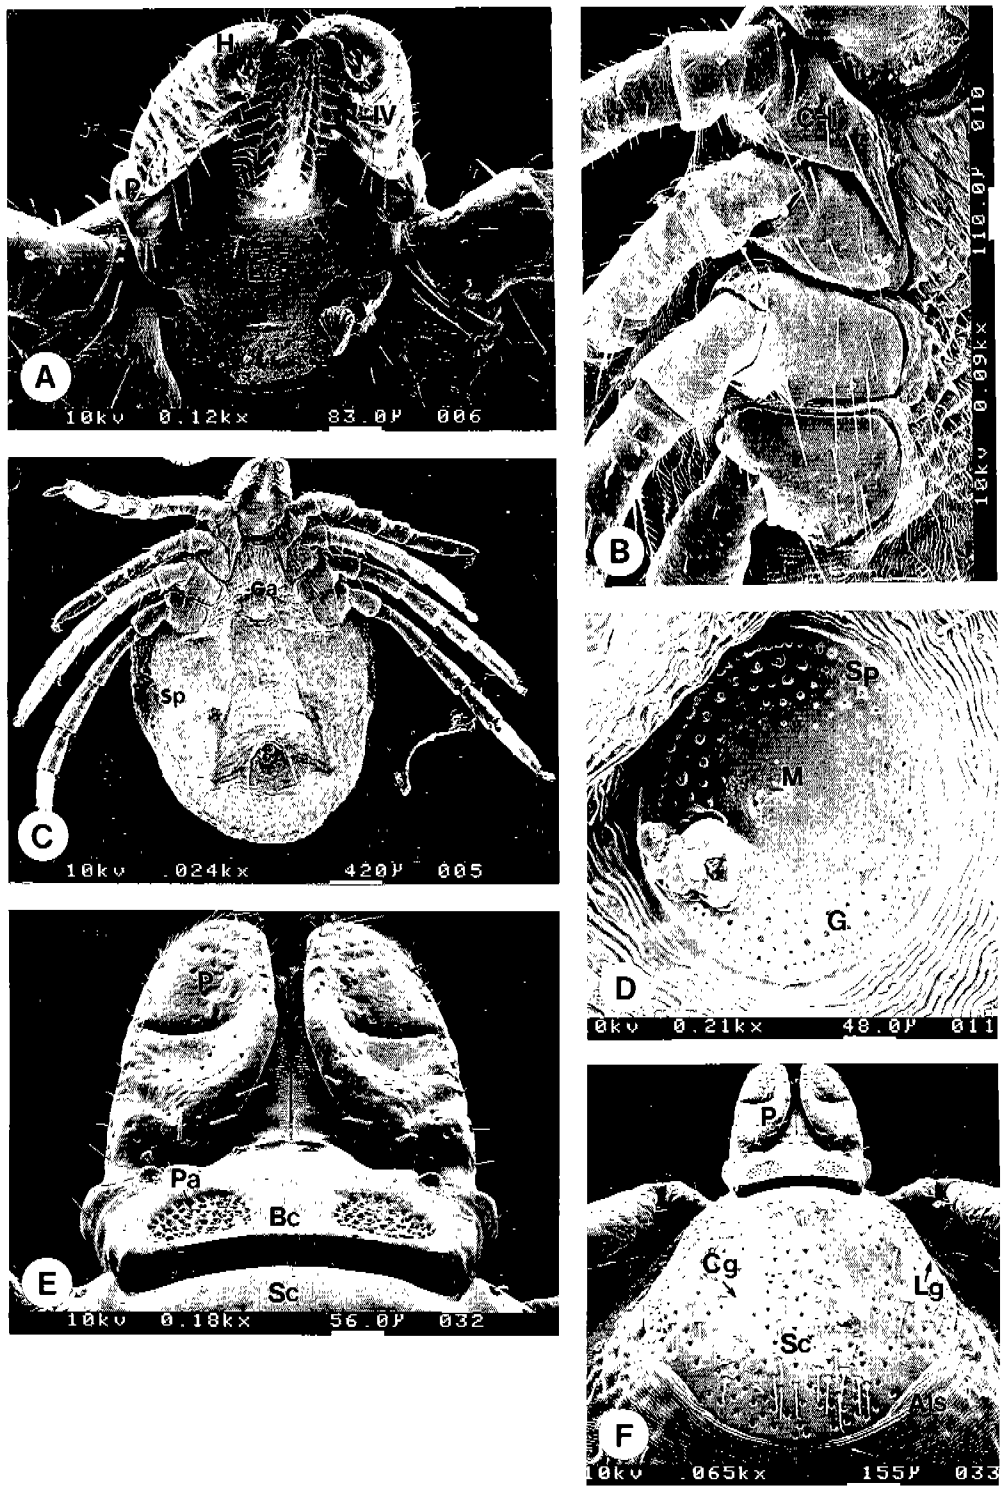 H
IV
P
A
10kv 0.12kx 83.0µ 006
B
10kv 0.09kx 110.0µ 010
Ga
Sp
C
10kv .024kx 420µ 005
Sp
M
G
D
0kv 0.21kx 48.0µ 011
P
Pa
Bc
Sc
E
10kv 0.18kx 56.0µ 032
P
Cg
Lg
Sc
Als
F
10kv .065kx 155µ 033